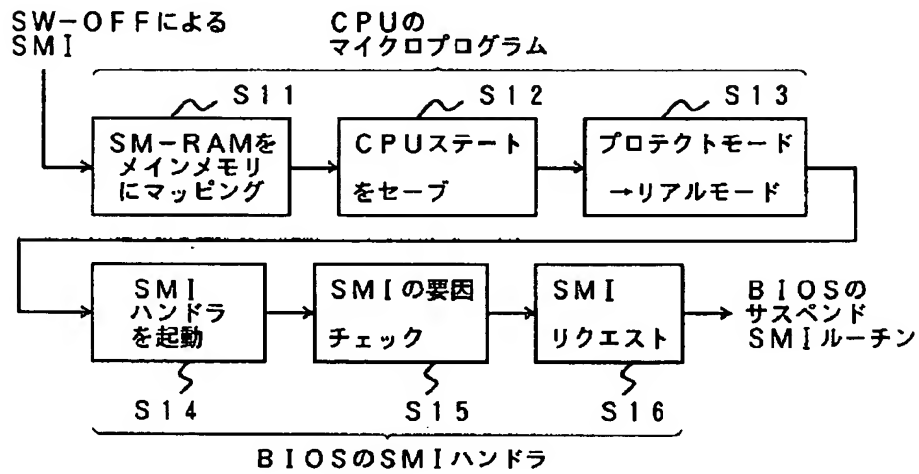 SW-OFFによる
SMI
CPUの
マイクロプログラム
S11
S12
S13
SM-RAMを
メインメモリ
にマッピング
CPUステート
をセーブ
プロテクトモード
→リアルモード
SMI
ハンドラ
を起動
SMIの要因
チェック
SMI
リクエスト
BIOSの
サスペンド
SMIルーチン
S14
S15
S16
BIOSのSMIハンドラ